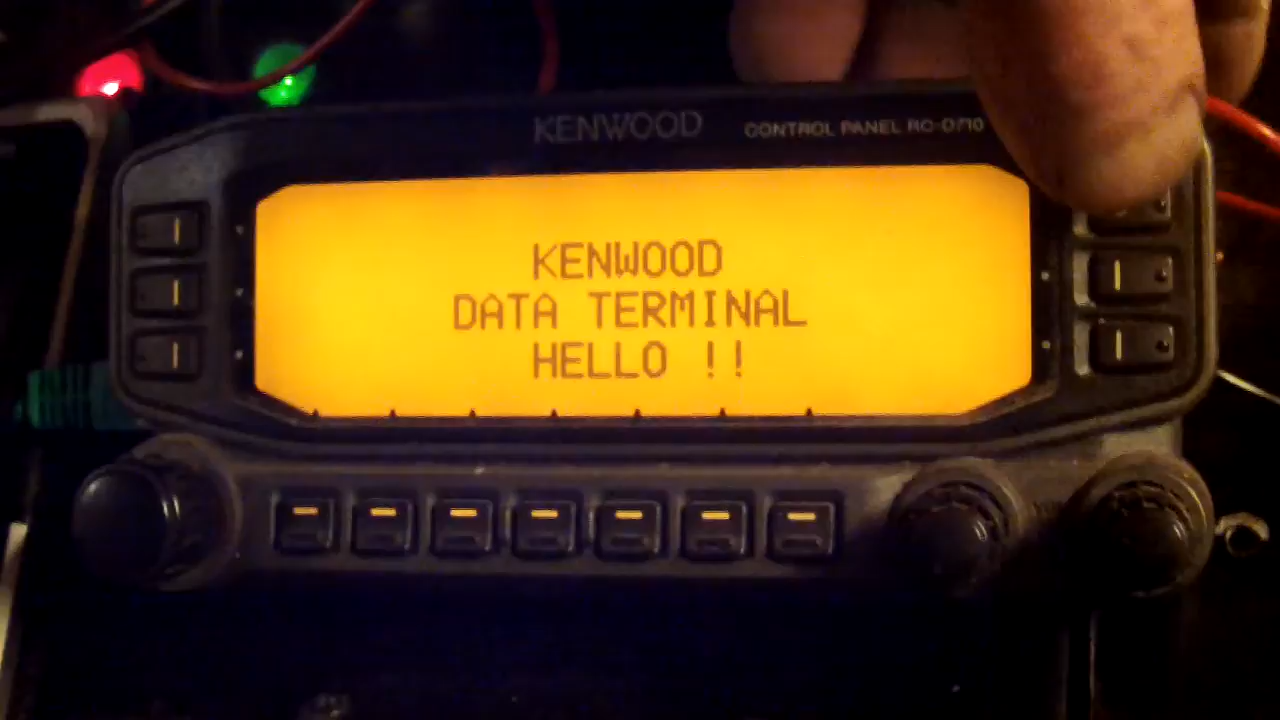 KENWOOD
CONTROL PANEL RC-D710
KENWOOD
DATA TERMINAL
HELLO !!